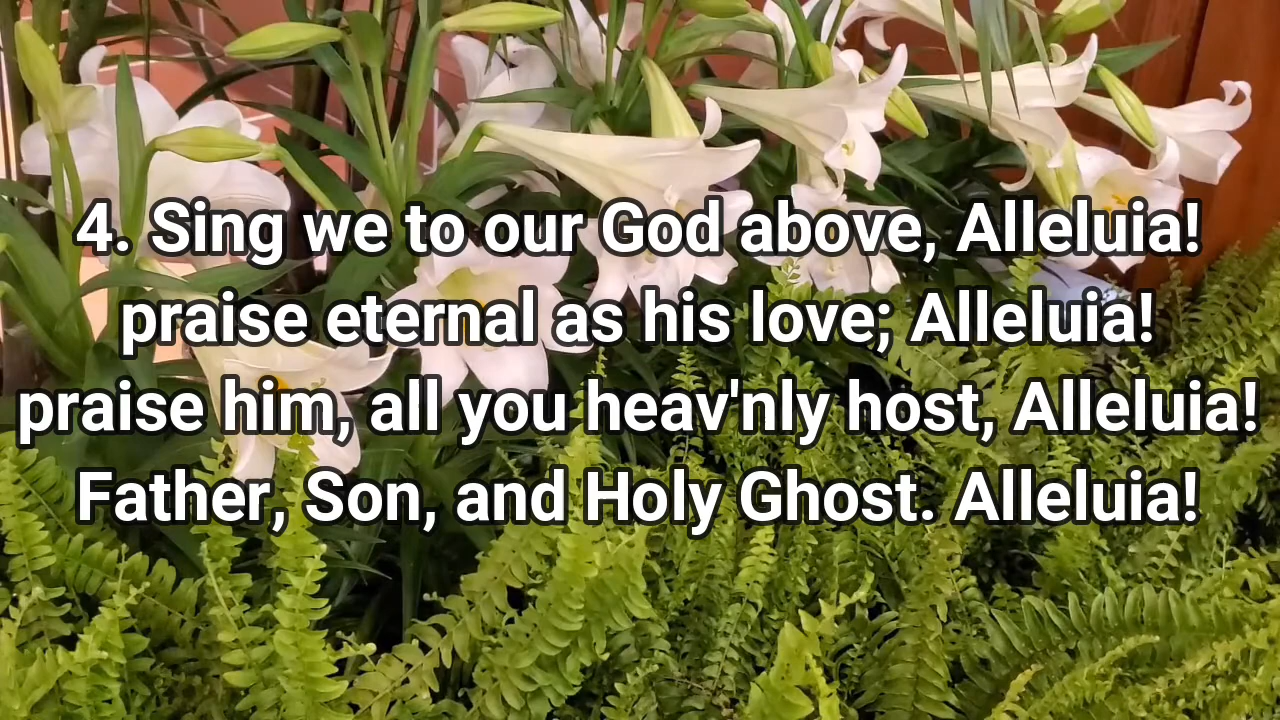 4. Sing we to our God above, Alleluia!
praise eternal as his love; Alleluia!
praise him, all you heav'nly host, Alleluia!
Father, Son, and Holy Ghost. Alleluia!